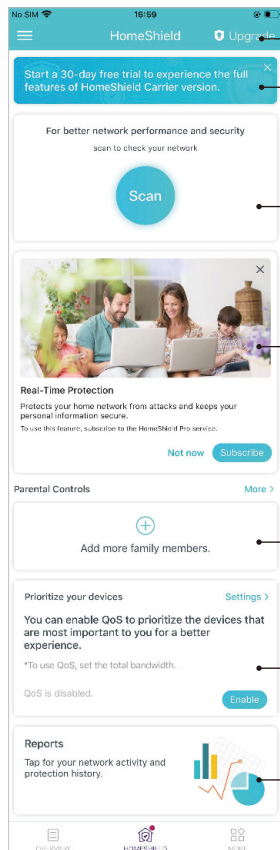 No SIM 16:59
HomeShield Upgrade
Start a 30-day free trial to experience the full
features of HomeShield Carrier version.
For better network performance and security
scan to check your network
Scan
Real-Time Protection
Protects your home network from attacks and keeps your
personal information secure.
To use this feature, subscribe to the HomeShield Pro service.
Not now Subscribe
Parental Controls More >
Add more family members.
Prioritize your devices Settings >
You can enable QoS to prioritize the devices that
are most important to you for a better
experience.
*To use QoS, set the total bandwidth.
QoS is disabled. Enable
Reports
Tap for your network activity and
protection history.
OVERVIEW HOMESHIELD MORE